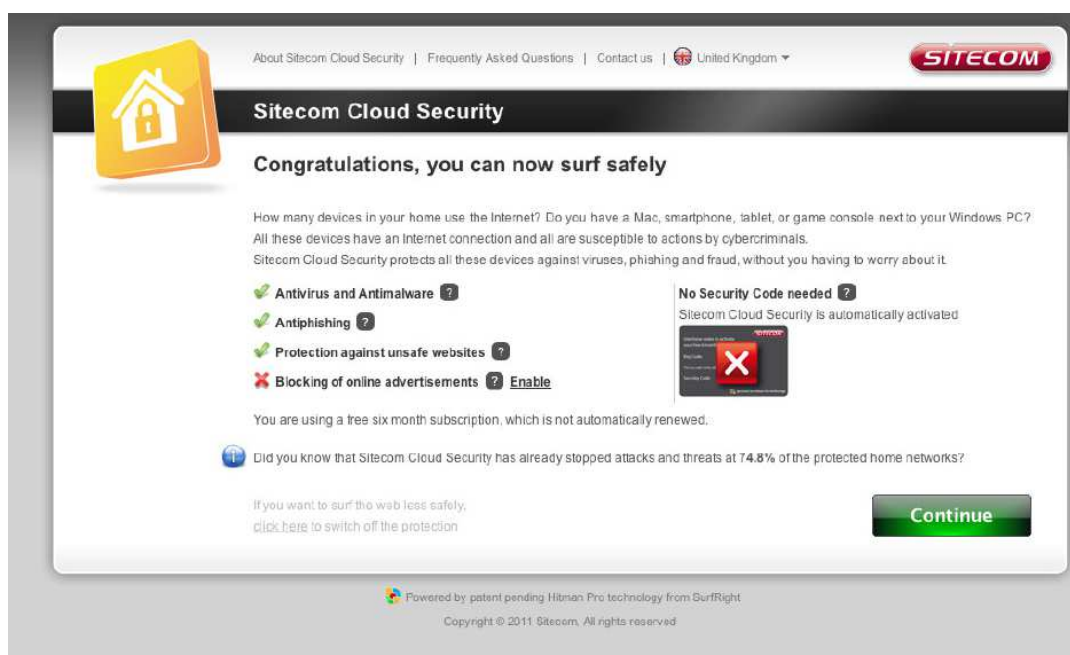 About Sitecom Cloud Security | Frequently Asked Questions | Contact us | United Kingdom
SITECOM
Sitecom Cloud Security
Congratulations, you can now surf safely
How many devices in your home use the Internet? Do you have a Mac, smartphone, tablet, or game console next to your Windows PC?
All these devices have an Internet connection and all are susceptible to actions by cybercriminals.
Sitecom Cloud Security protects all these devices against viruses, phishing and fraud, without you having to worry about it.
Antivirus and Antimalware ?
Antiphishing ?
Protection against unsafe websites ?
Blocking of online advertisements ? Enable
No Security Code needed ?
Sitecom Cloud Security is automatically activated
SITECOM
You are using a free six month subscription, which is not automatically renewed.
Did you know that Sitecom Cloud Security has already stopped attacks and threats at 74.8% of the protected home networks?
If you want to surf the web less safely,
click here to switch off the protection
Continue
Powered by patent pending Hitman Pro technology from SurfRight
Copyright © 2011 Sitecom. All rights reserved